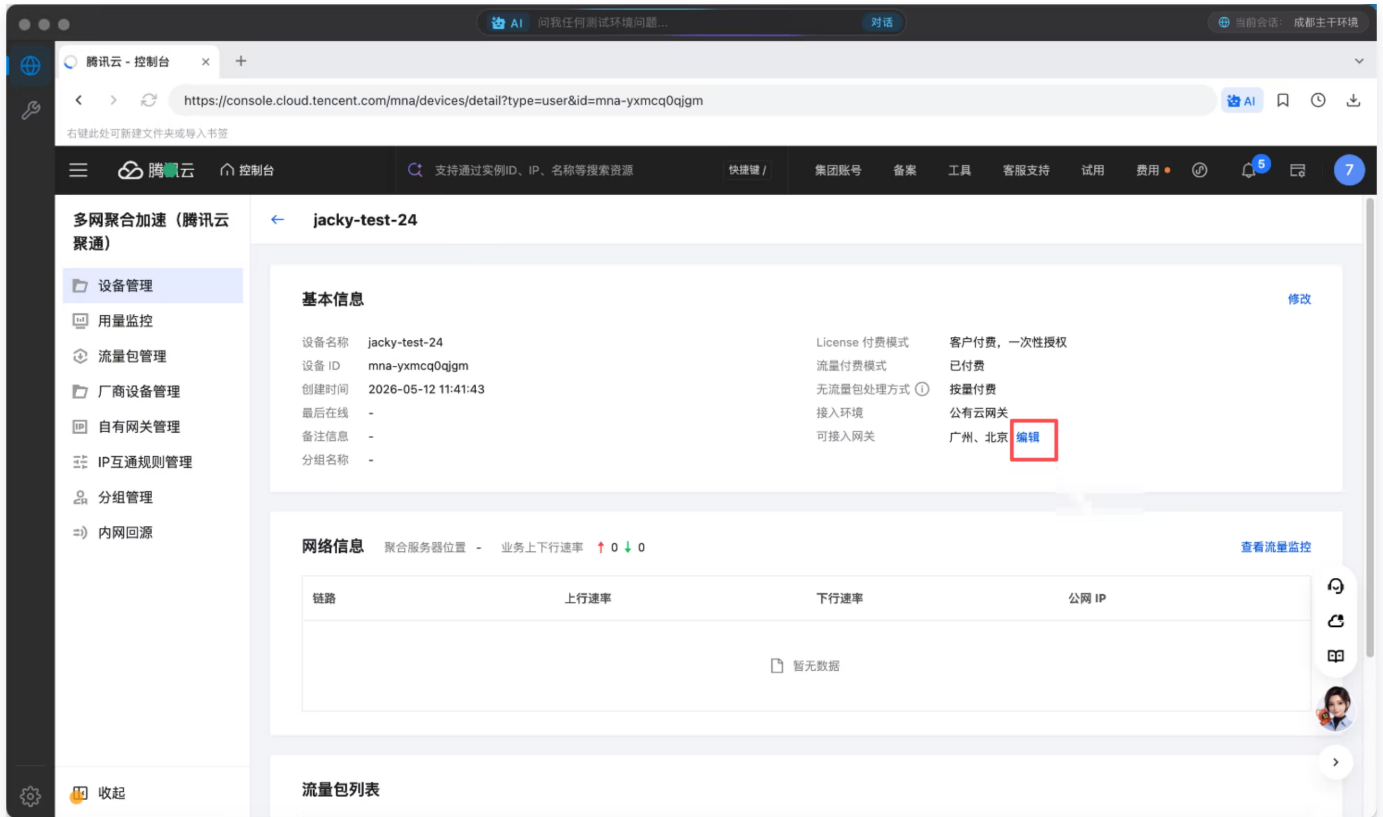 AI 问我任何测试环境问题... 对话
当前会话: 成都主干环境
腾讯云 - 控制台
https://console.cloud.tencent.com/mna/devices/detail?type=user&id=mna-yxmcq0qjgm
AI
右键此处可新建文件夹或导入书签
腾讯云 控制台 支持通过实例ID、IP、名称等搜索资源 快捷键 / 集团账号 备案 工具 客服支持 试用 费用 5 7
多网聚合加速（腾讯云
聚通）
设备管理
用量监控
流量包管理
厂商设备管理
自有网关管理
IP互通规则管理
分组管理
内网回源
收起
jacky-test-24
基本信息 修改
设备名称 jacky-test-24
设备 ID mna-yxmcq0qjgm
创建时间 2026-05-12 11:41:43
最后在线 -
备注信息 -
分组名称 -
License 付费模式 客户付费，一次性授权
流量付费模式 已付费
无流量包处理方式 按量付费
接入环境 公有云网关
可接入网关 广州、北京 编辑
网络信息 聚合服务器位置 - 业务上下行速率 ↑ 0 ↓ 0 查看流量监控
链路 上行速率 下行速率 公网 IP
暂无数据
流量包列表